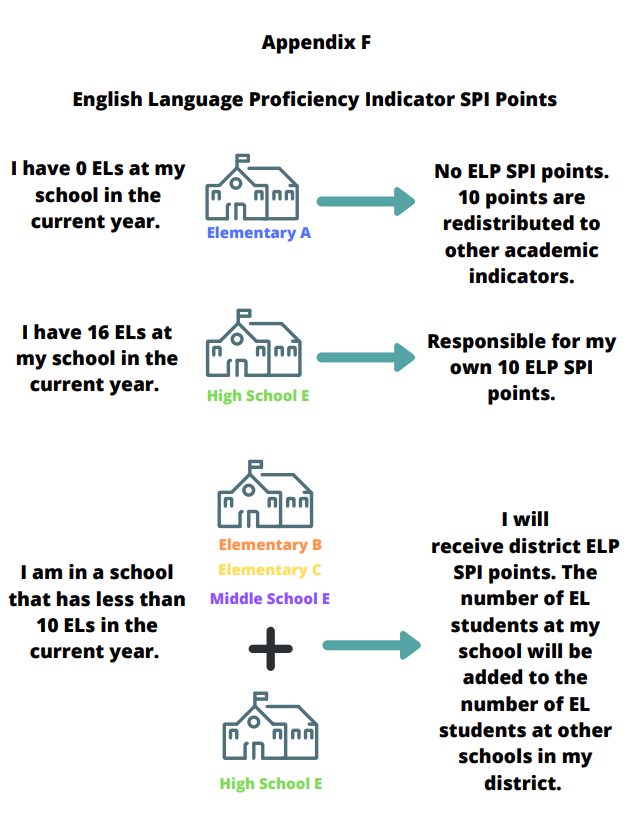 Appendix F
English Language Proficiency Indicator SPI Points
I have 0 ELs at my
school in the
current year.
Elementary A
No ELP SPI points.
10 points are
redistributed to
other academic
indicators.
I have 16 ELs at
my school in the
current year.
High School E
Responsible for my
own 10 ELP SPI
points.
I am in a school
that has less than
10 ELs in the
current year.
Elementary B
Elementary C
Middle School E
+
High School E
I will
receive district ELP
SPI points. The
number of EL
students at my
school will be
added to the
number of EL
students at other
schools in my
district.